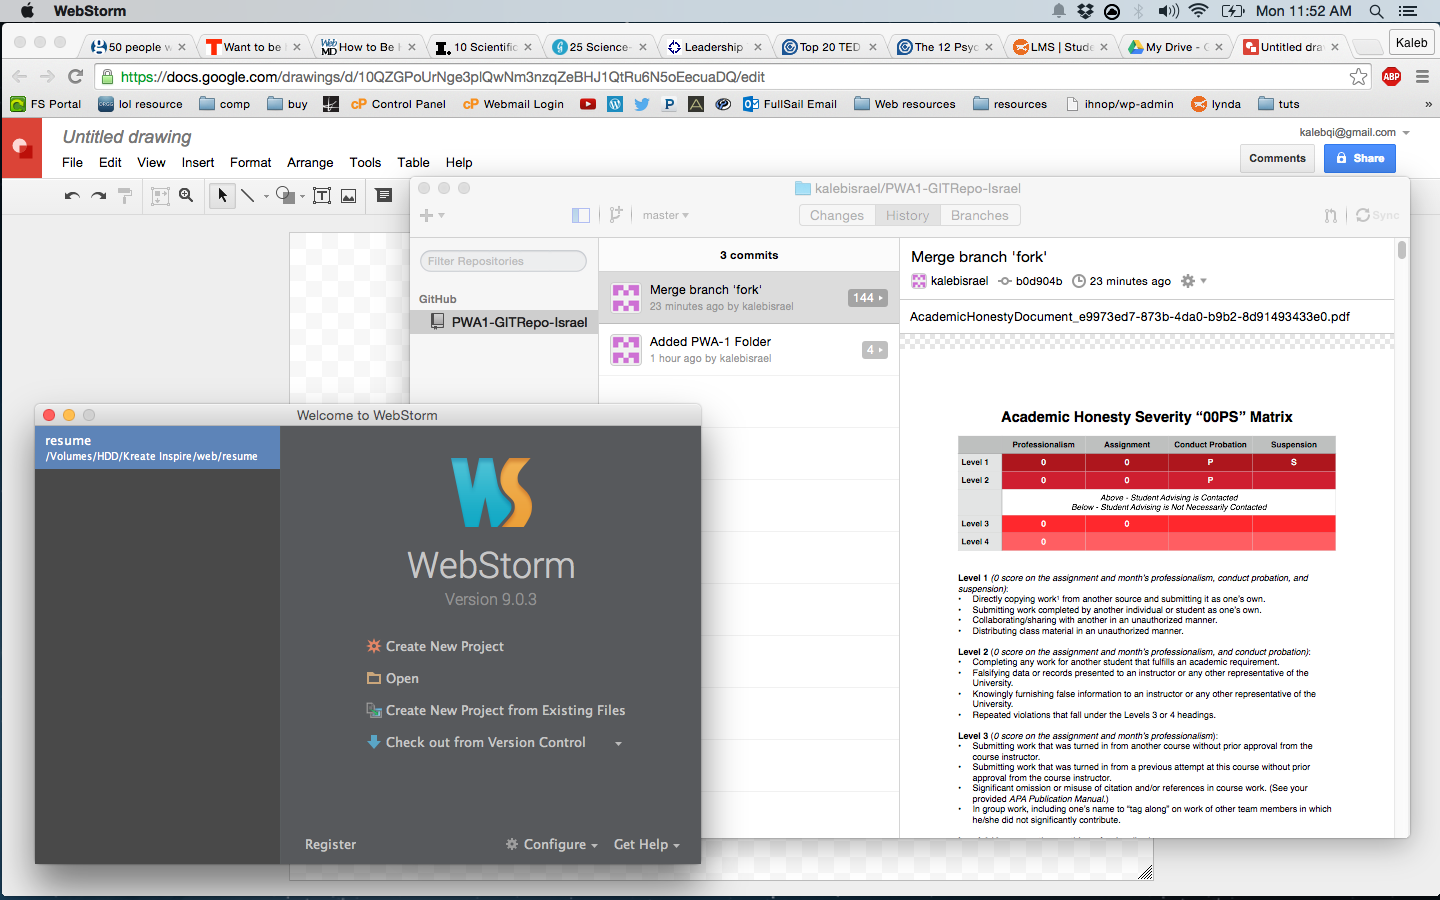 WebStorm
Mon 11:52 AM
50 people w
Want to be
How to Be
10 Scientific
25 Science-
Leadership
Top 20 TED
The 12 Psyc
LMS | Stude
My Drive - G
Untitled dra
Kaleb
https://docs.google.com/drawings/d/10QZGPoUrNge3plQwNm3nzqZeBHJ1QtRu6N5oEecuaDQ/edit
ABP
FS Portal
lol resource
comp
buy
cP Control Panel
cP Webmail Login
FullSail Email
Web resources
resources
ihnop/wp-admin
lynda
tuts
»
Untitled drawing
kalebqi@gmail.com
File Edit View Insert Format Arrange Tools Table Help
Comments
Share
kalebisrael/PWA1-GITRepo-Israel
master
Changes History Branches
Sync
Filter Repositories
GitHub
PWA1-GITRepo-Israel
3 commits
Merge branch 'fork'
23 minutes ago by kalebisrael
144
Added PWA-1 Folder
1 hour ago by kalebisrael
4
Merge branch 'fork'
kalebisrael b0d904b 23 minutes ago
AcademicHonestyDocument_e9973ed7-873b-4da0-b9b2-8d91493433e0.pdf
Academic Honesty Severity “00PS” Matrix
Professionalism Assignment Conduct Probation Suspension
Level 1 0 0 P S
Level 2 0 0 P
Above - Student Advising is Contacted
Below - Student Advising is Not Necessarily Contacted
Level 3 0 0
Level 4 0
Level 1 (0 score on the assignment and month's professionalism, conduct probation, and
suspension):
• Directly copying work¹ from another source and submitting it as one's own.
• Submitting work completed by another individual or student as one's own.
• Collaborating/sharing with another in an unauthorized manner.
• Distributing class material in an unauthorized manner.
Level 2 (0 score on the assignment and month's professionalism, and conduct probation):
• Completing any work for another student that fulfills an academic requirement.
• Falsifying data or records presented to an instructor or any other representative of the
University.
• Knowingly furnishing false information to an instructor or any other representative of the
University.
• Repeated violations that fall under the Levels 3 or 4 headings.
Level 3 (0 score on the assignment and month's professionalism):
• Submitting work that was turned in from another course without prior approval from the
course instructor.
• Submitting work that was turned in from a previous attempt at this course without prior
approval from the course instructor.
• Significant omission or misuse of citation and/or references in course work. (See your
provided APA Publication Manual.)
• In group work, including one's name to “tag along” on work of other team members in which
he/she did not significantly contribute.
Welcome to WebStorm
resume
/Volumes/HDD/Kreate Inspire/web/resume
WS
WebStorm
Version 9.0.3
Create New Project
Open
Create New Project from Existing Files
Check out from Version Control
Register
Configure
Get Help